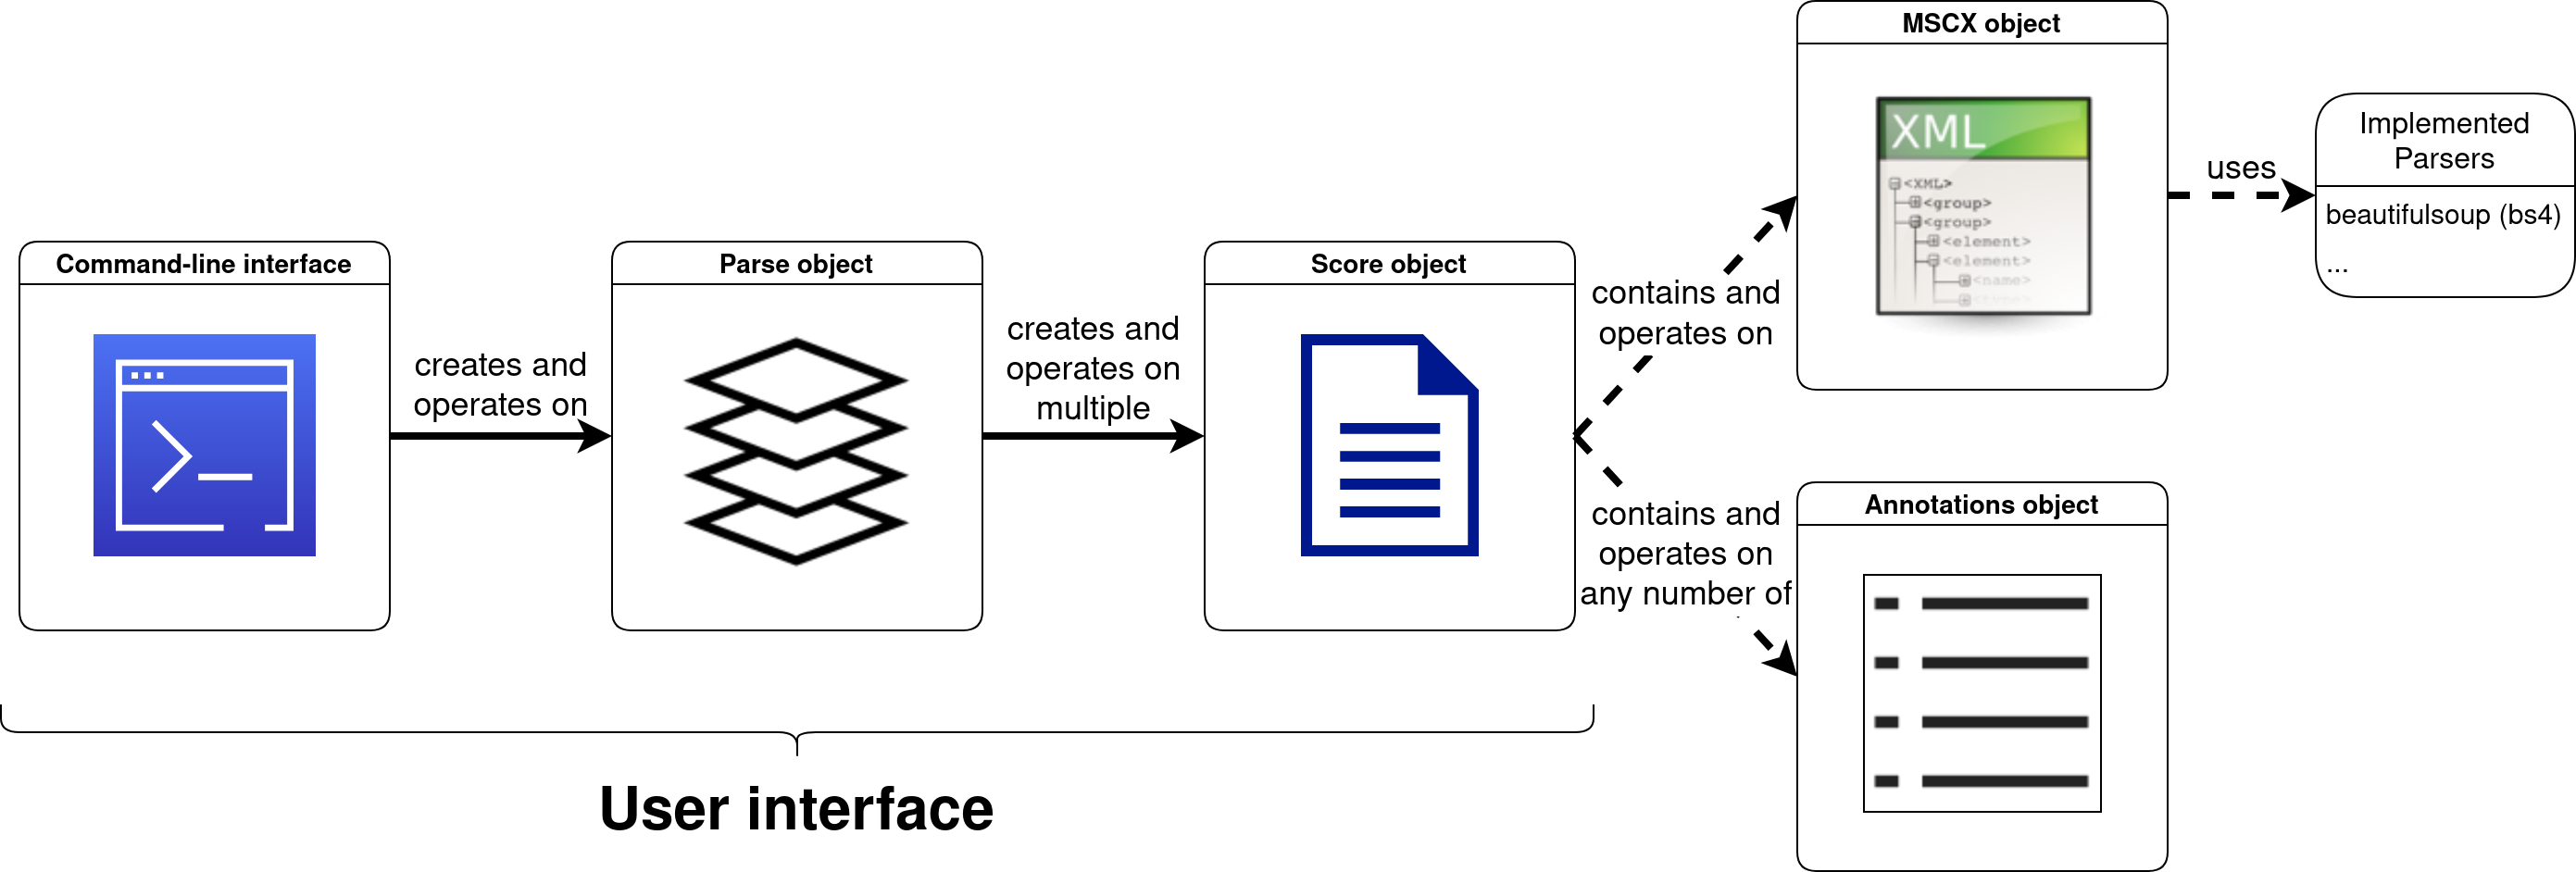 Command-line interface
creates and
operates on
Parse object
creates and
operates on
multiple
Score object
contains and
operates on
MSCX object
XML
<XML>
<group>
<group>
<element>
<element>
<name>
<type>
uses
Implemented
Parsers
beautifulsoup (bs4)
...
contains and
operates on
any number of
Annotations object
User interface